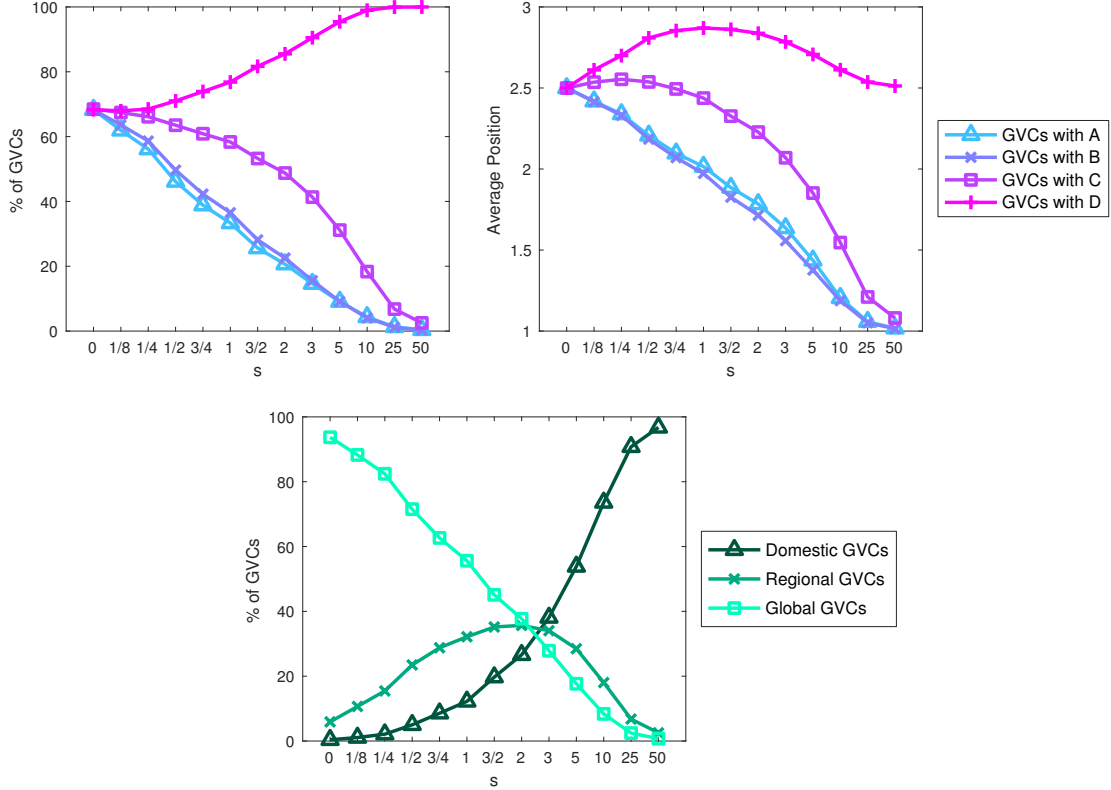 100
80
60
40
20
0
% of GVCs
0 1/8 1/4 1/2 3/4 1 3/2 2 3 5 10 25 50
s
3
2.5
2
1.5
1
Average Position
0 1/8 1/4 1/2 3/4 1 3/2 2 3 5 10 25 50
s
GVCs with A
GVCs with B
GVCs with C
GVCs with D
100
80
60
40
20
0
% of GVCs
0 1/8 1/4 1/2 3/4 1 3/2 2 3 5 10 25 50
s
Domestic GVCs
Regional GVCs
Global GVCs